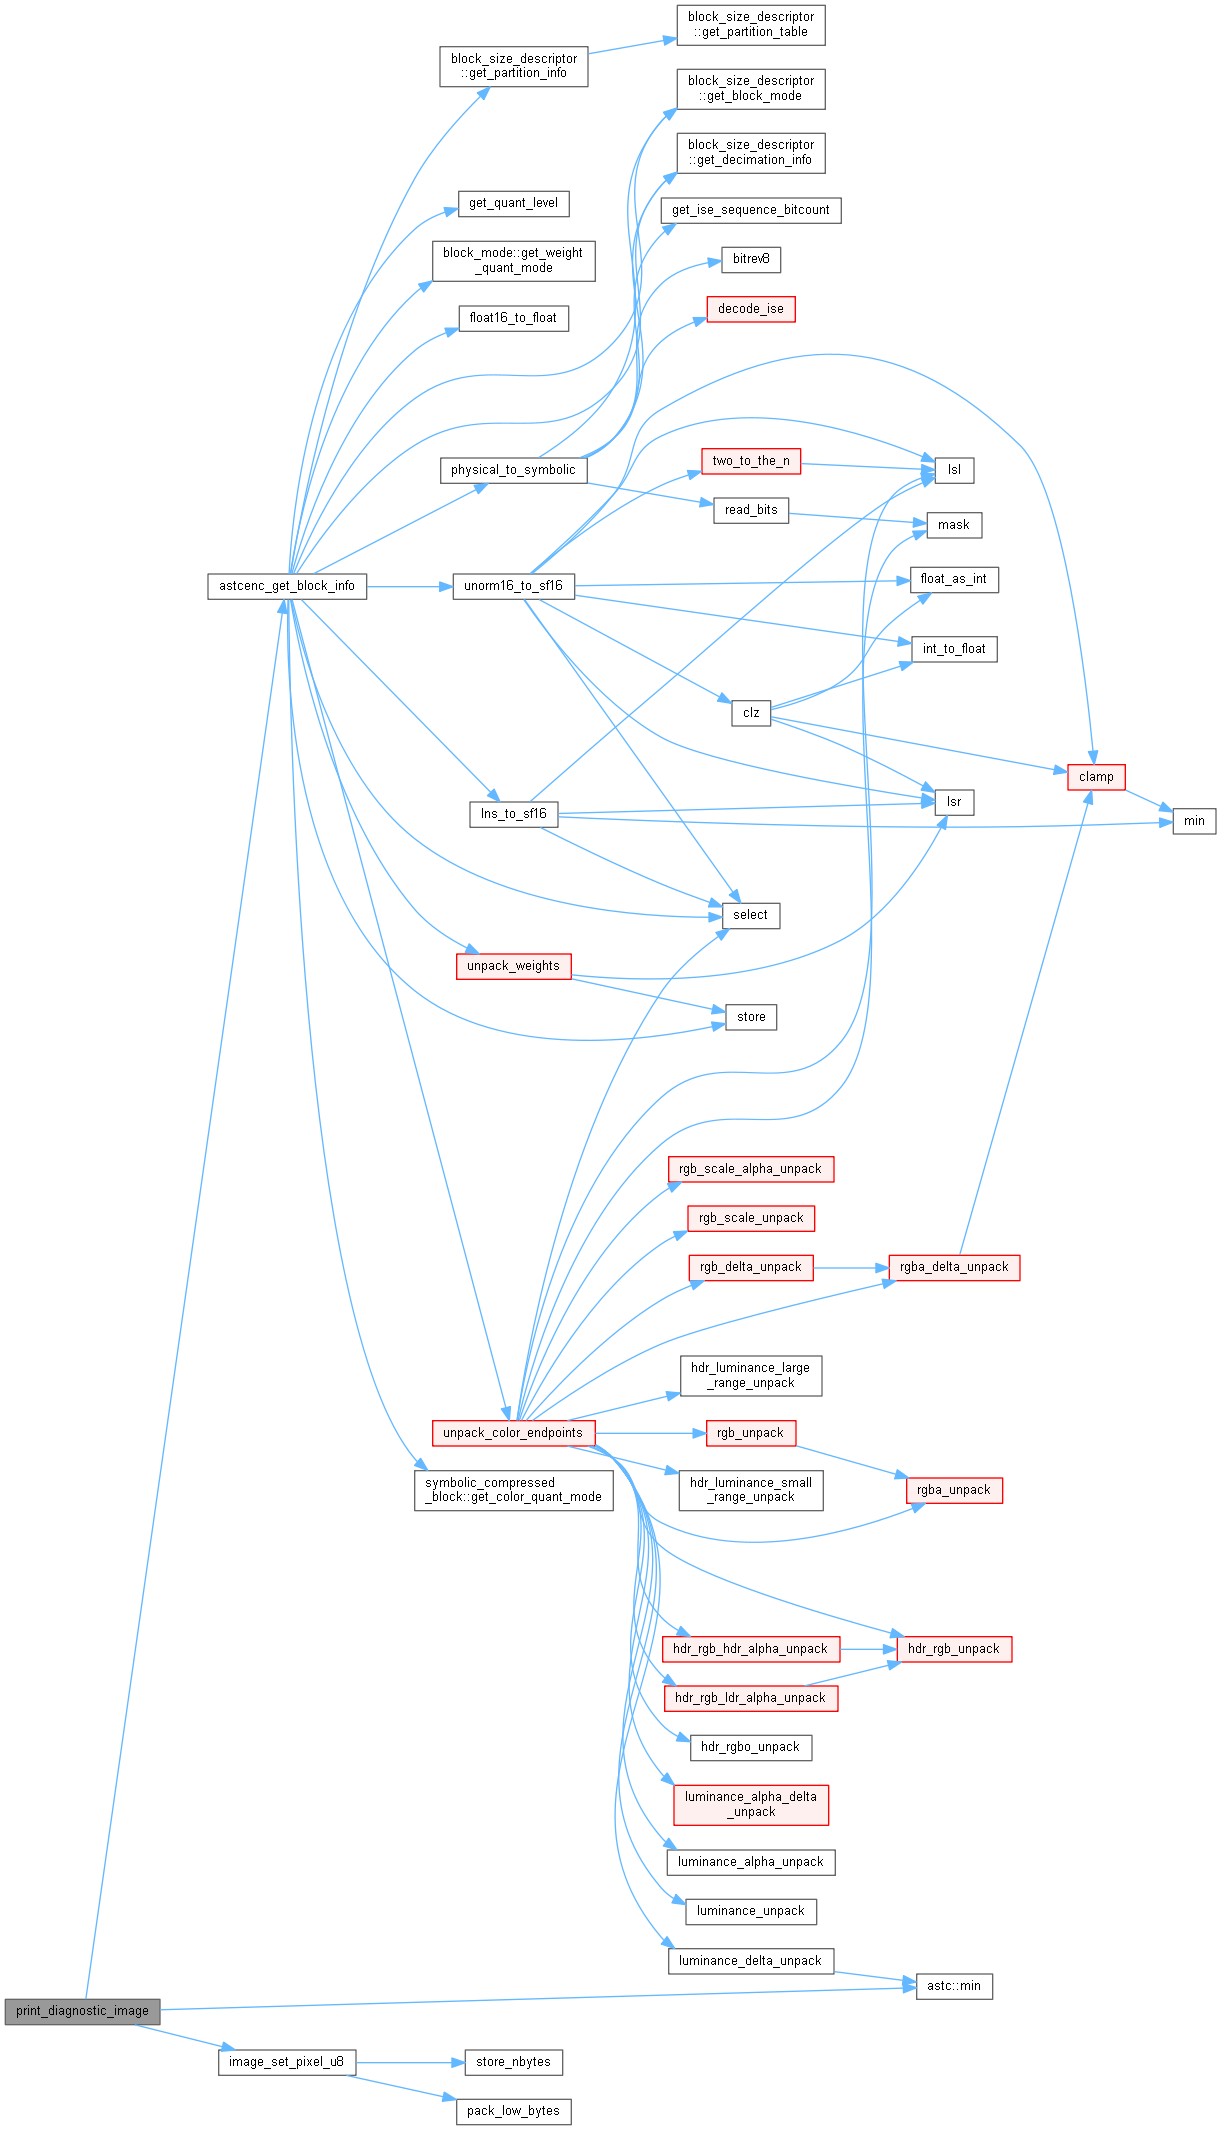 block_size_descriptor
::get_partition_table
block_size_descriptor
::get_partition_info
block_size_descriptor
::get_block_mode
block_size_descriptor
::get_decimation_info
get_quant_level
get_ise_sequence_bitcount
block_mode::get_weight
_quant_mode
bitrev8
float16_to_float
decode_ise
physical_to_symbolic
two_to_the_n
lsl
read_bits
mask
astcenc_get_block_info
unorm16_to_sf16
float_as_int
int_to_float
clz
clamp
lns_to_sf16
lsr
min
select
unpack_weights
store
rgb_scale_alpha_unpack
rgb_scale_unpack
rgb_delta_unpack
rgba_delta_unpack
hdr_luminance_large
_range_unpack
unpack_color_endpoints
rgb_unpack
symbolic_compressed
_block::get_color_quant_mode
hdr_luminance_small
_range_unpack
rgba_unpack
hdr_rgb_hdr_alpha_unpack
hdr_rgb_unpack
hdr_rgb_ldr_alpha_unpack
hdr_rgbo_unpack
luminance_alpha_delta
_unpack
luminance_alpha_unpack
luminance_unpack
luminance_delta_unpack
astc::min
print_diagnostic_image
image_set_pixel_u8
store_nbytes
pack_low_bytes